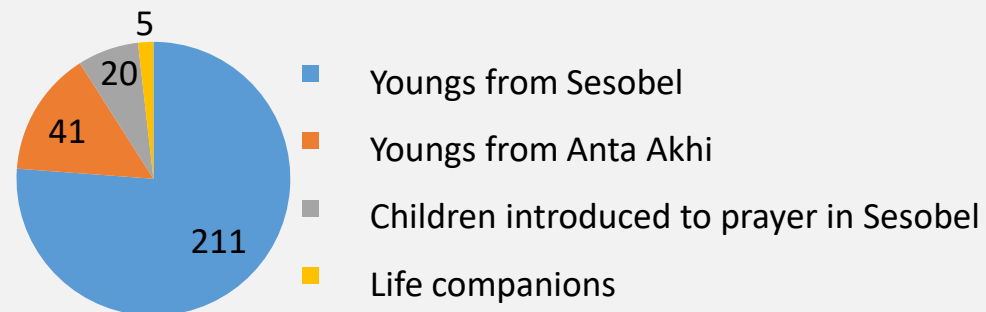 5
20
41
211
Youngs from Sesobel
Youngs from Anta Akhi
Children introduced to prayer in Sesobel
Life companions